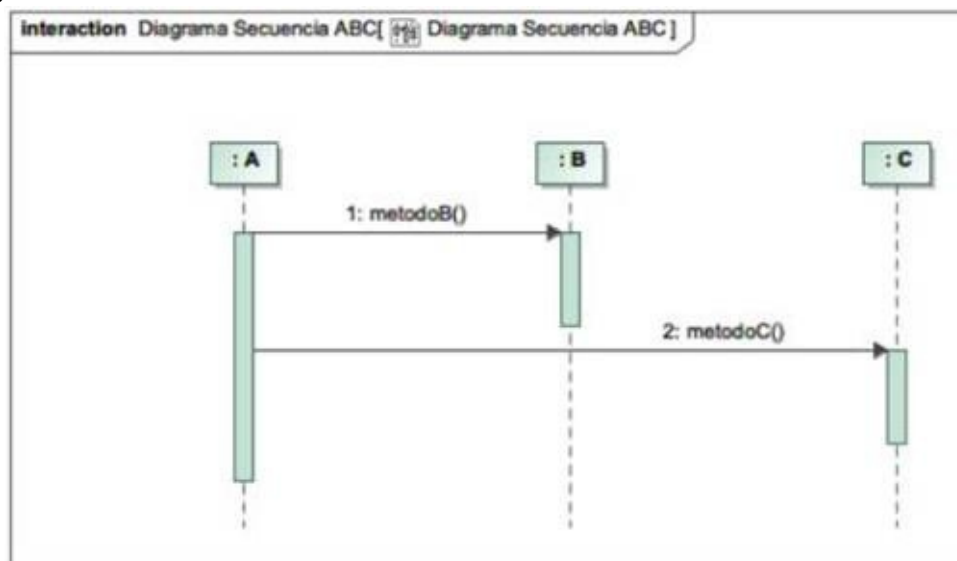 interaction Diagrama Secuencia ABC[ Diagrama Secuencia ABC ]
: A
: B
: C
1: metodoB()
2: metodoC()